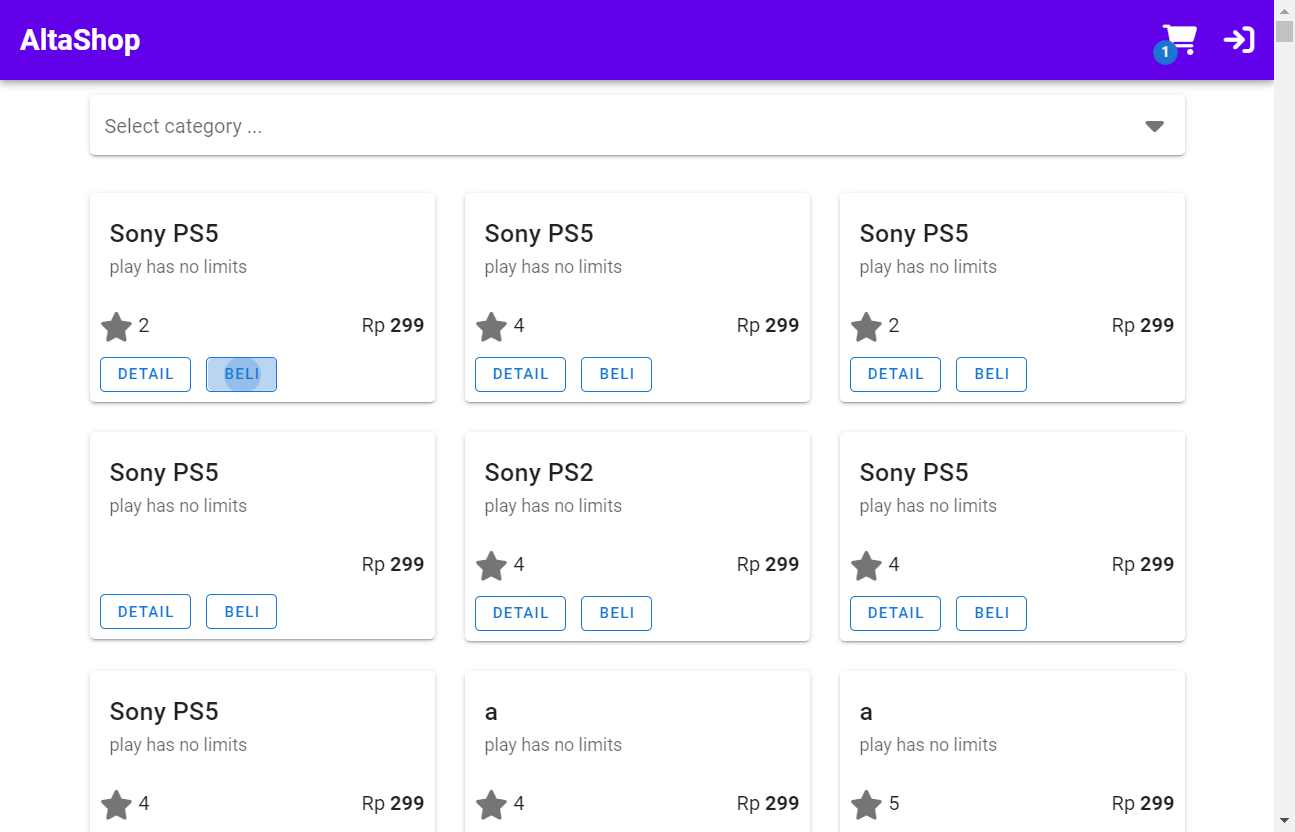 AltaShop
1
Select category ...
Sony PS5
play has no limits
2
Rp 299
DETAIL
BELI
Sony PS5
play has no limits
4
Rp 299
DETAIL
BELI
Sony PS5
play has no limits
2
Rp 299
DETAIL
BELI
Sony PS5
play has no limits
Rp 299
DETAIL
BELI
Sony PS2
play has no limits
4
Rp 299
DETAIL
BELI
Sony PS5
play has no limits
4
Rp 299
DETAIL
BELI
Sony PS5
play has no limits
4
Rp 299
a
play has no limits
4
Rp 299
a
play has no limits
5
Rp 299